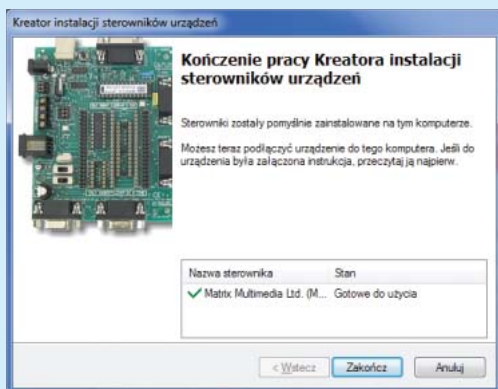 Kreator instalacji sterowników urządzeń
Kończenie pracy Kreatora instalacji
sterowników urządzeń
Sterowniki zostały pomyślnie zainstalowane na tym komputerze.
Możesz teraz podłączyć urządzenie do tego komputera. Jeśli do
urządzenia była załączona instrukcja, przeczytaj ją najpierw.
Nazwa sterownika Stan
Matrix Multimedia Ltd. (M... Gotowe do użycia
< Wstecz Zakończ Anuluj